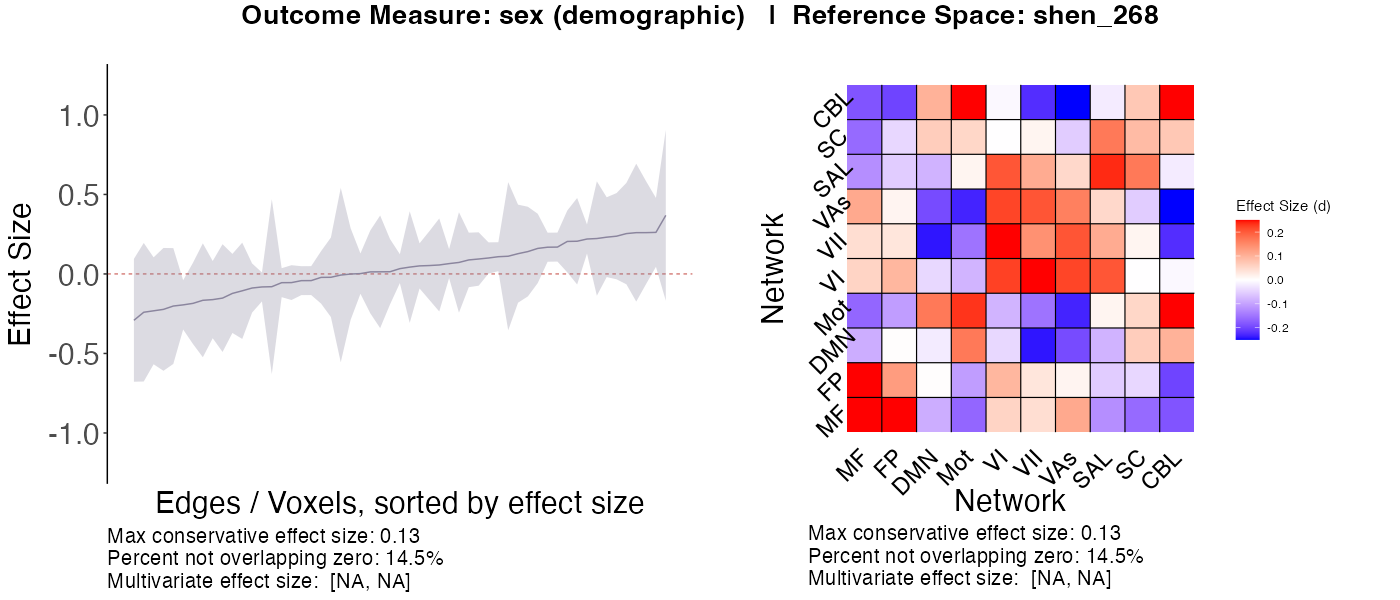 Outcome Measure: sex (demographic) | Reference Space: shen_268
1.0
0.5
0.0
-0.5
-1.0
Effect Size
Edges / Voxels, sorted by effect size
Max conservative effect size: 0.13
Percent not overlapping zero: 14.5%
Multivariate effect size: [NA, NA]
Network
CBL
SC
SAL
VAs
VII
VI
Mot
DMN
FP
MF
MF FP DMN Mot VI VII VAs SAL SC CBL
Network
Effect Size (d)
0.2
0.1
0.0
-0.1
-0.2
Max conservative effect size: 0.13
Percent not overlapping zero: 14.5%
Multivariate effect size: [NA, NA]